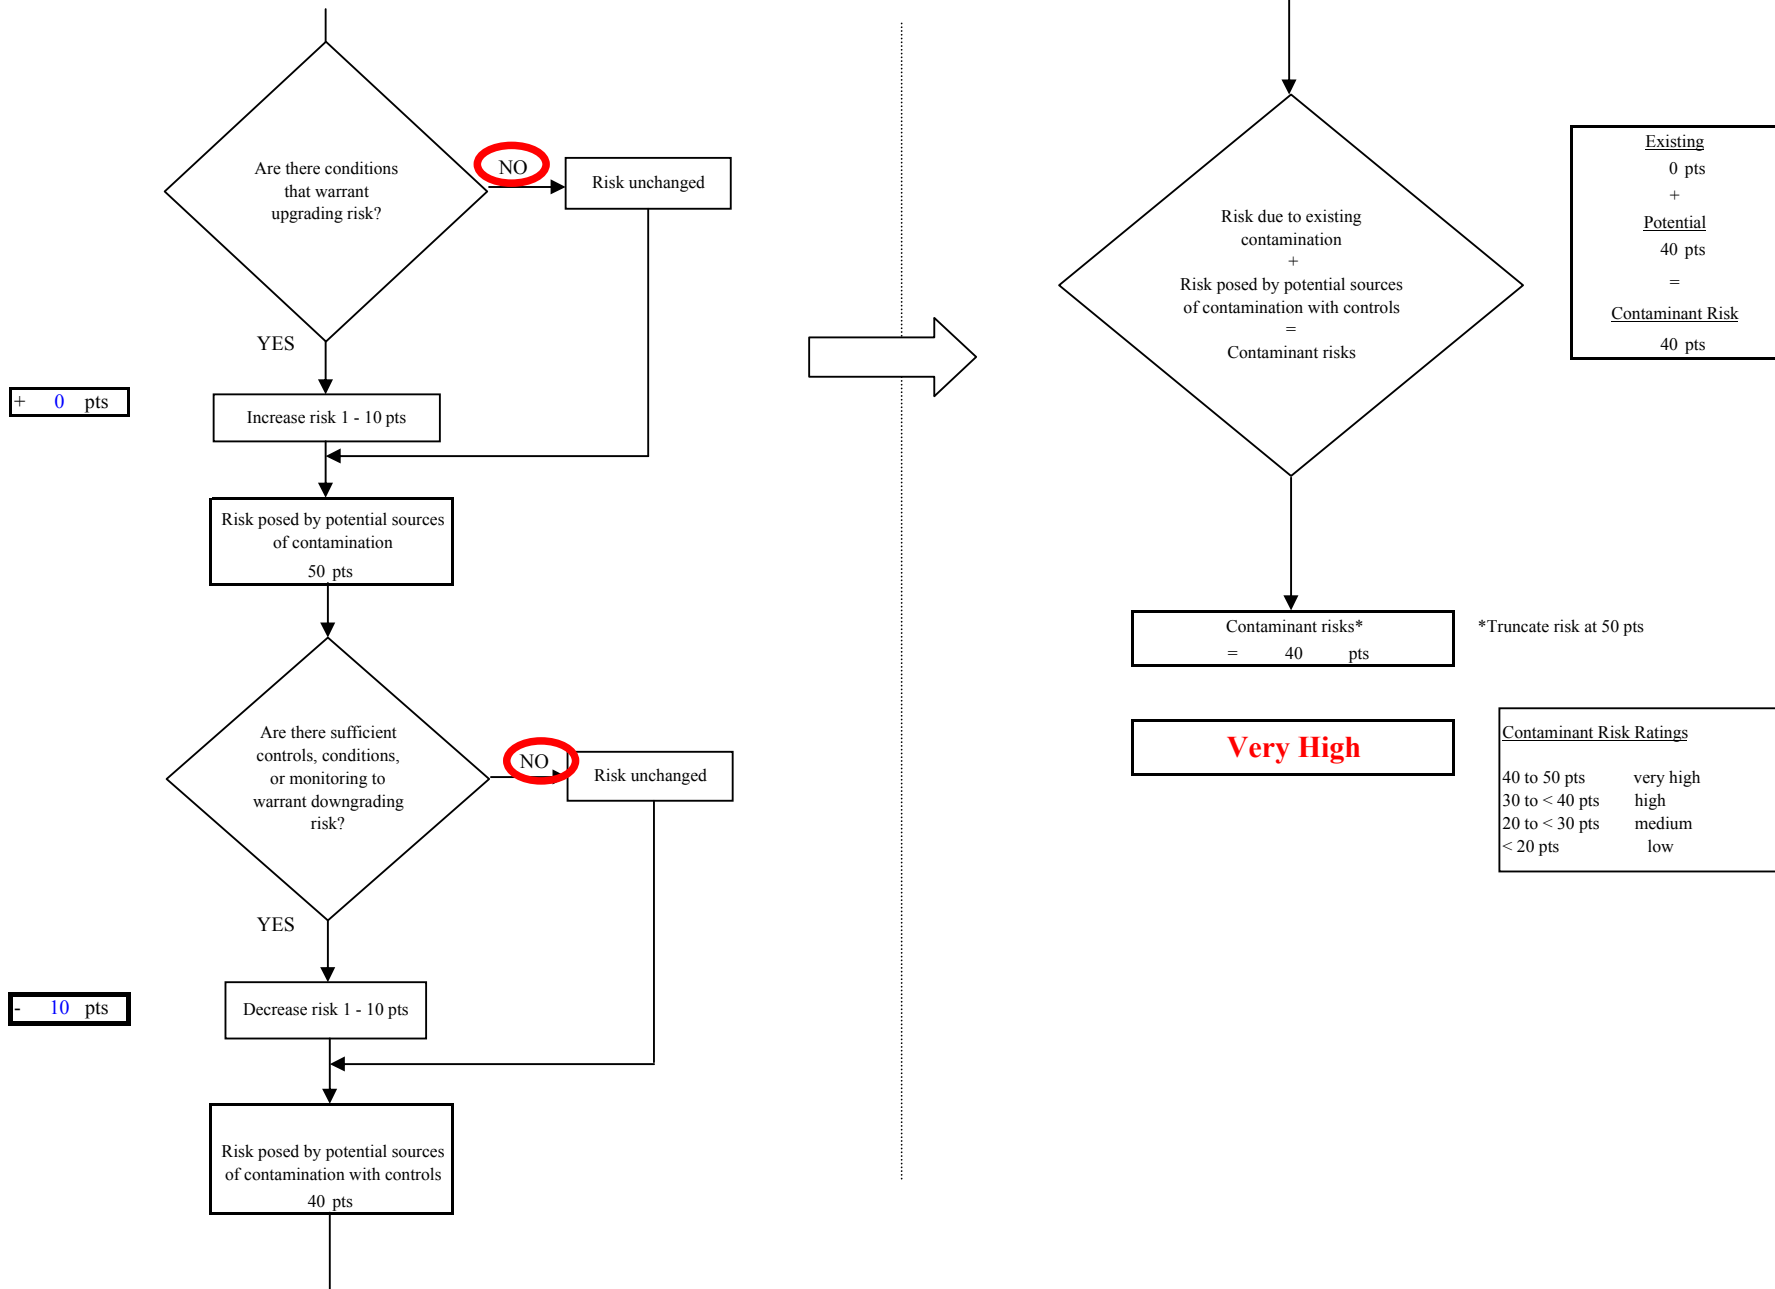 Are there conditions
that warrant
upgrading risk?
NO
Risk unchanged
YES
+ 0 pts
Increase risk 1 - 10 pts
Risk posed by potential sources
of contamination
50 pts
Are there sufficient
controls, conditions,
or monitoring to
warrant downgrading
risk?
NO
Risk unchanged
YES
- 10 pts
Decrease risk 1 - 10 pts
Risk posed by potential sources
of contamination with controls
40 pts
Risk due to existing
contamination
+
Risk posed by potential sources
of contamination with controls
=
Contaminant risks
Existing
0 pts
+
Potential
40 pts
=
Contaminant Risk
40 pts
Contaminant risks*
= 40 pts
*Truncate risk at 50 pts
Very High
Contaminant Risk Ratings
40 to 50 pts very high
30 to < 40 pts high
20 to < 30 pts medium
< 20 pts low